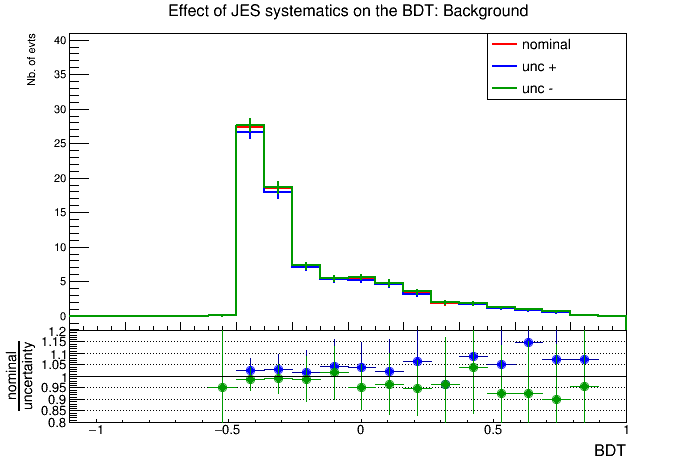 Effect of JES systematics on the BDT: Background
Nb. of evts
40
35
30
25
20
15
10
5
0
nominal
unc +
unc -
nominal
uncertainty
1.2
1.15
1.1
1.05
1
0.95
0.9
0.85
0.8
−1
−0.5
0
0.5
1
BDT